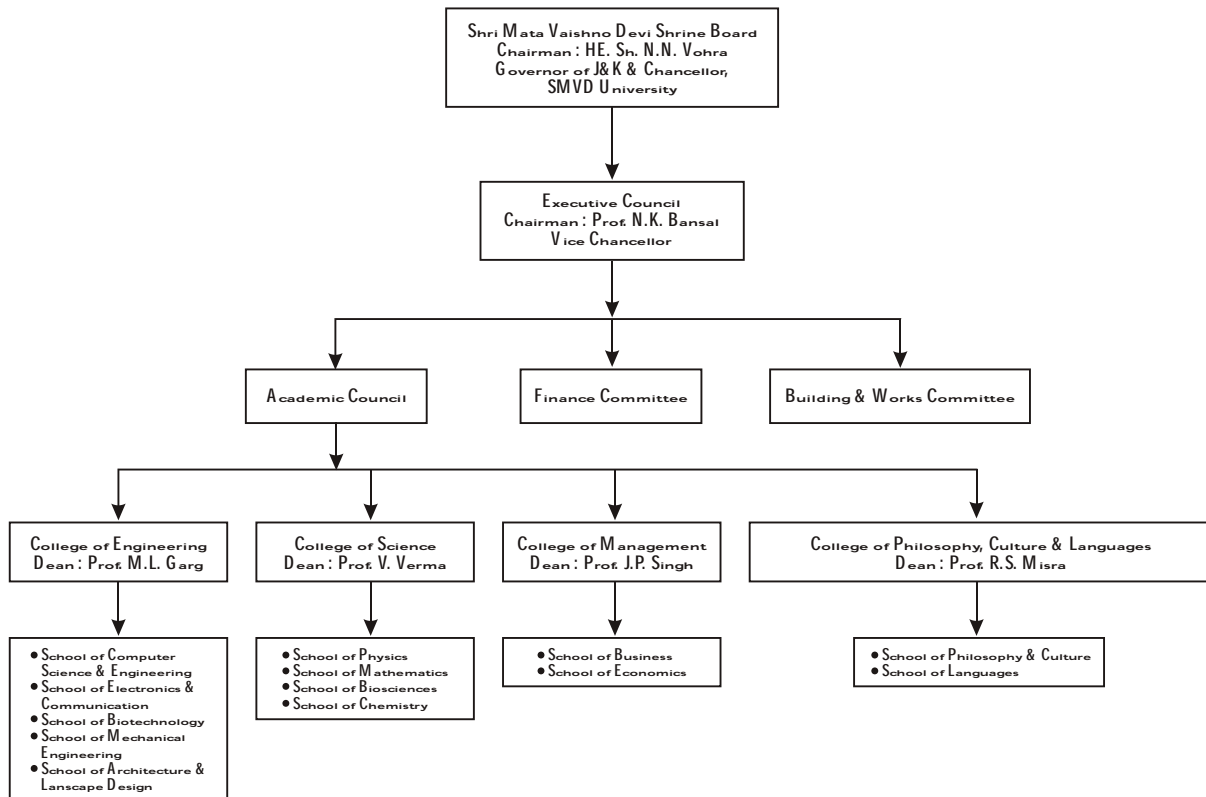 Shri Mata Vaishno Devi Shrine Board
Chairman : HE. Sh. N.N. Vohra
Governor of J&K & Chancellor,
SMVD University
Executive Council
Chairman : Prof. N.K. Bansal
Vice Chancellor
Academic Council
Finance Committee
Building & Works Committee
College of Engineering
Dean : Prof. M.L. Garg
College of Science
Dean : Prof. V. Verma
College of Management
Dean : Prof. J.P. Singh
College of Philosophy, Culture & Languages
Dean : Prof. R.S. Misra
• School of Computer
Science & Engineering
• School of Electronics &
Communication
• School of Biotechnology
• School of Mechanical
Engineering
• School of Architecture &
Lanscape Design
• School of Physics
• School of Mathematics
• School of Biosciences
• School of Chemistry
• School of Business
• School of Economics
• School of Philosophy & Culture
• School of Languages